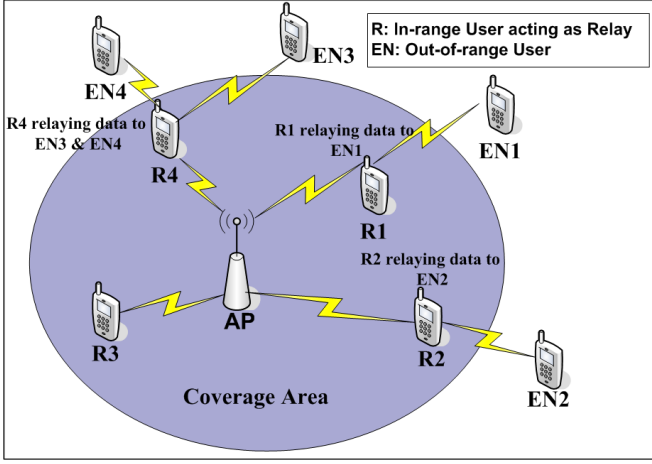 R: In-range User acting as Relay
EN: Out-of-range User
EN4
EN3
R4 relaying data to
EN3 & EN4
R4
R1 relaying data to
EN1
EN1
R1
R2 relaying data to
EN2
AP
R3
R2
EN2
Coverage Area